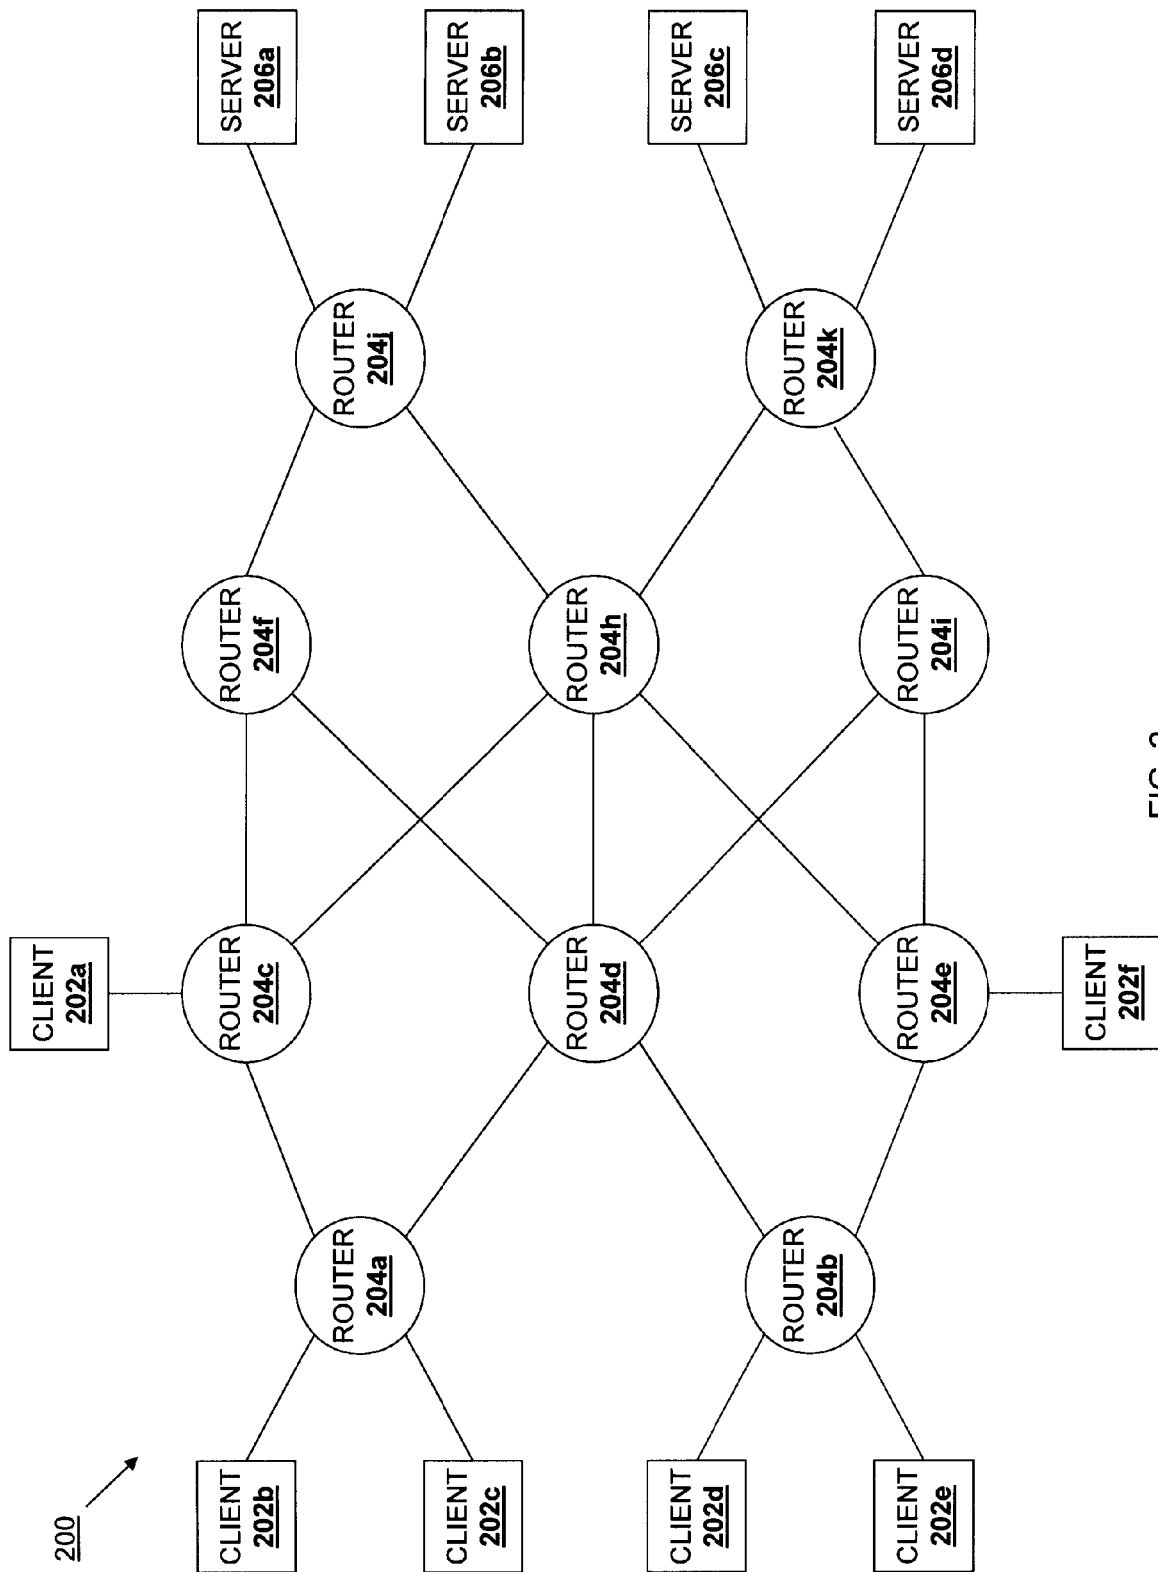 200
CLIENT
202a
CLIENT
202b
ROUTER
204c
ROUTER
204f
SERVER
206a
ROUTER
204a
ROUTER
204j
CLIENT
202c
SERVER
206b
ROUTER
204d
ROUTER
204h
CLIENT
202d
SERVER
206c
ROUTER
204b
ROUTER
204k
CLIENT
202e
ROUTER
204e
ROUTER
204i
SERVER
206d
CLIENT
202f
FIG.